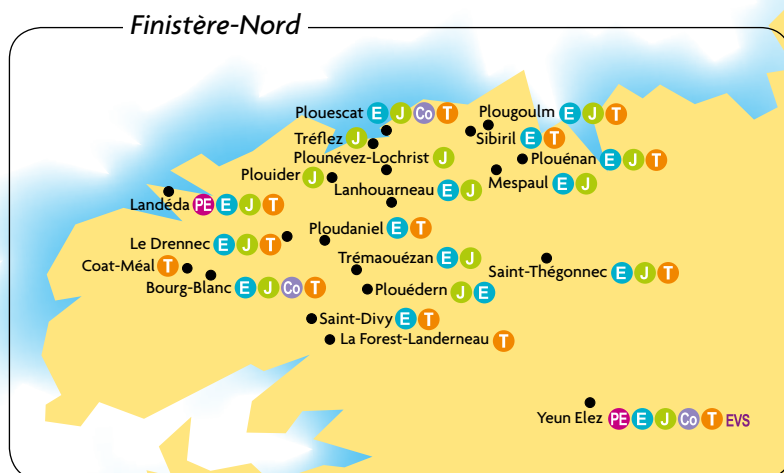 Finistère-Nord
Plouescat E J Co T
Plougoulm E J T
Tréflez J
Sibiril E T
Plounévez-Lochrist J
Plouénan E J T
Plouider J
Lanhouarneau E J
Mespaul E J
Landéda PE E J T
Ploudaniel E T
Le Drennec E J T
Trémaouézan E J
Coat-Méal T
Saint-Thégonnec E J T
Bourg-Blanc E J Co T
Plouédern J E
Saint-Divy E T
La Forest-Landerneau T
Yeun Elez PE E J Co T EVS